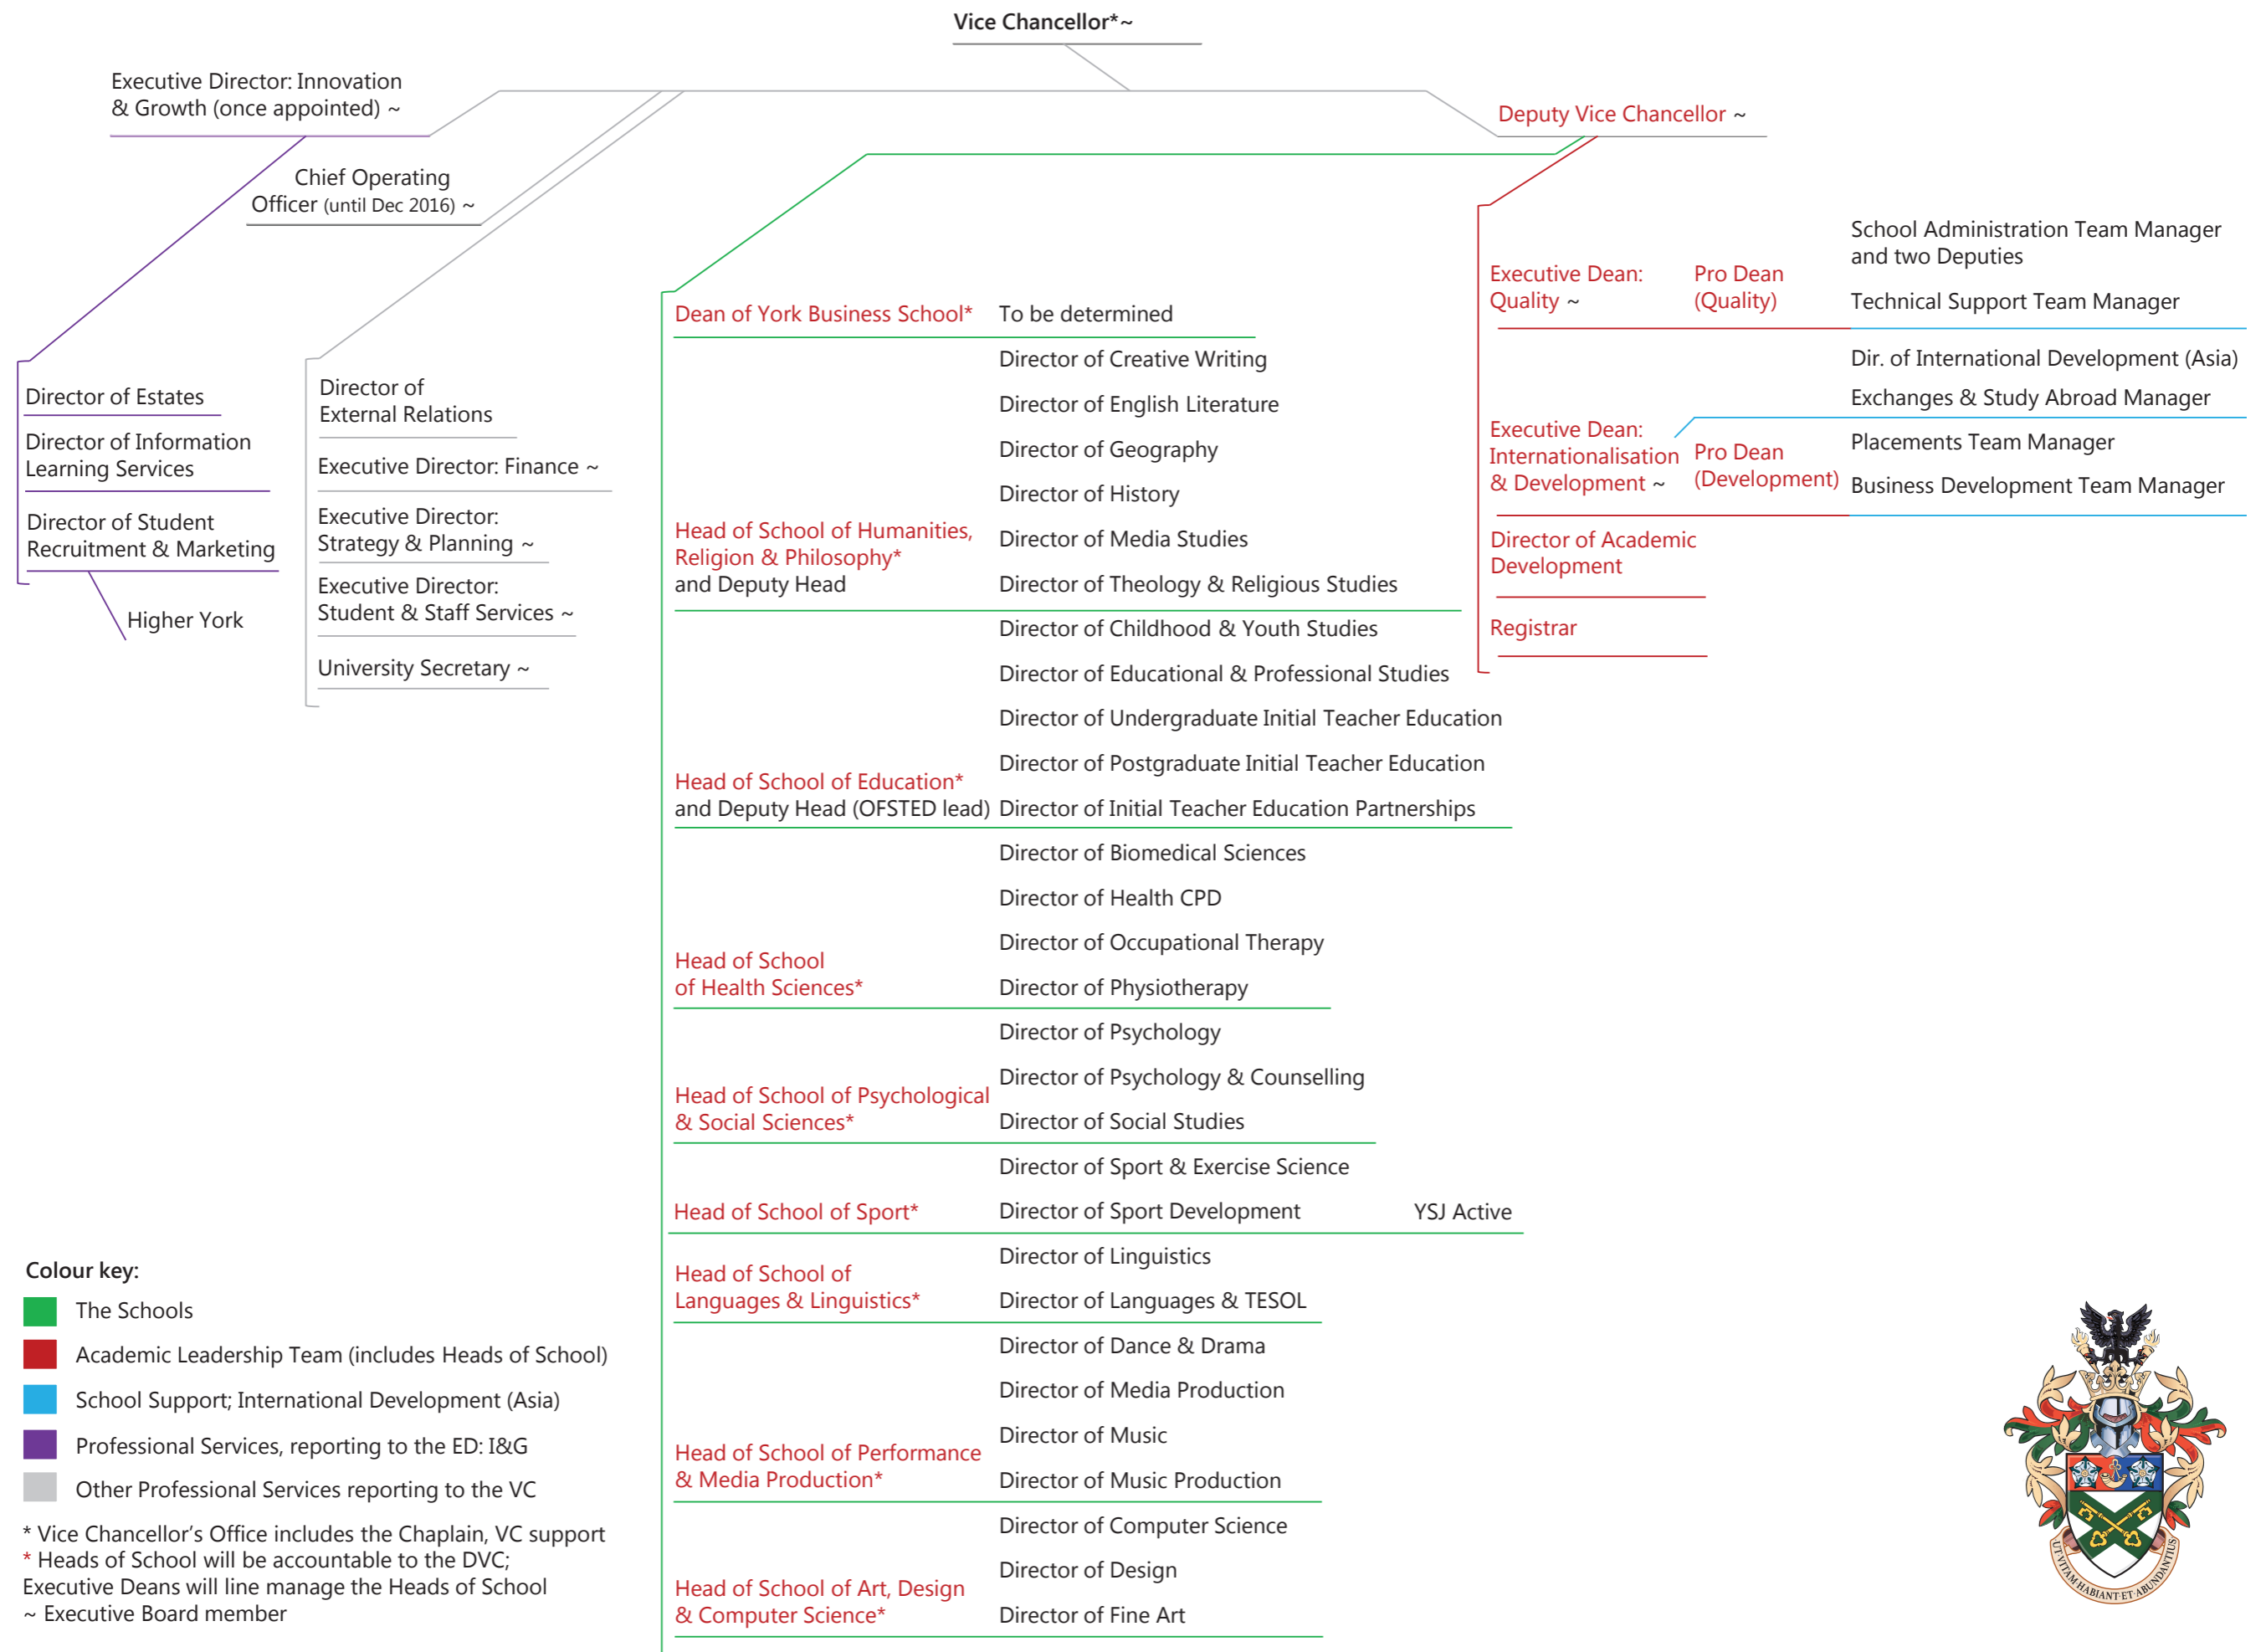 Vice Chancellor*~
Executive Director: Innovation
& Growth (once appointed) ~
Deputy Vice Chancellor ~
Chief Operating
Officer (until Dec 2016) ~
Director of Estates
Director of Information
Learning Services
Director of Student
Recruitment & Marketing
Higher York
Director of
External Relations
Executive Director: Finance ~
Executive Director:
Strategy & Planning ~
Executive Director:
Student & Staff Services ~
University Secretary ~
Dean of York Business School*
To be determined
Head of School of Humanities,
Religion & Philosophy*
and Deputy Head
Director of Creative Writing
Director of English Literature
Director of Geography
Director of History
Director of Media Studies
Director of Theology & Religious Studies
Head of School of Education*
and Deputy Head (OFSTED lead)
Director of Childhood & Youth Studies
Director of Educational & Professional Studies
Director of Undergraduate Initial Teacher Education
Director of Postgraduate Initial Teacher Education
Director of Initial Teacher Education Partnerships
Head of School
of Health Sciences*
Director of Biomedical Sciences
Director of Health CPD
Director of Occupational Therapy
Director of Physiotherapy
Head of School of Psychological
& Social Sciences*
Director of Psychology
Director of Psychology & Counselling
Director of Social Studies
Head of School of Sport*
Director of Sport & Exercise Science
Director of Sport Development
YSJ Active
Head of School of
Languages & Linguistics*
Director of Linguistics
Director of Languages & TESOL
Head of School of Performance
& Media Production*
Director of Dance & Drama
Director of Media Production
Director of Music
Director of Music Production
Head of School of Art, Design
& Computer Science*
Director of Computer Science
Director of Design
Director of Fine Art
Executive Dean:
Quality ~
Pro Dean
(Quality)
School Administration Team Manager
and two Deputies
Technical Support Team Manager
Executive Dean:
Internationalisation
& Development ~
Pro Dean
(Development)
Dir. of International Development (Asia)
Exchanges & Study Abroad Manager
Placements Team Manager
Business Development Team Manager
Director of Academic
Development
Registrar
Colour key:
The Schools
Academic Leadership Team (includes Heads of School)
School Support; International Development (Asia)
Professional Services, reporting to the ED: I&G
Other Professional Services reporting to the VC
* Vice Chancellor's Office includes the Chaplain, VC support
* Heads of School will be accountable to the DVC;
Executive Deans will line manage the Heads of School
~ Executive Board member
UT·VITAM·HABIANT·ET·ABUNDANTIUS